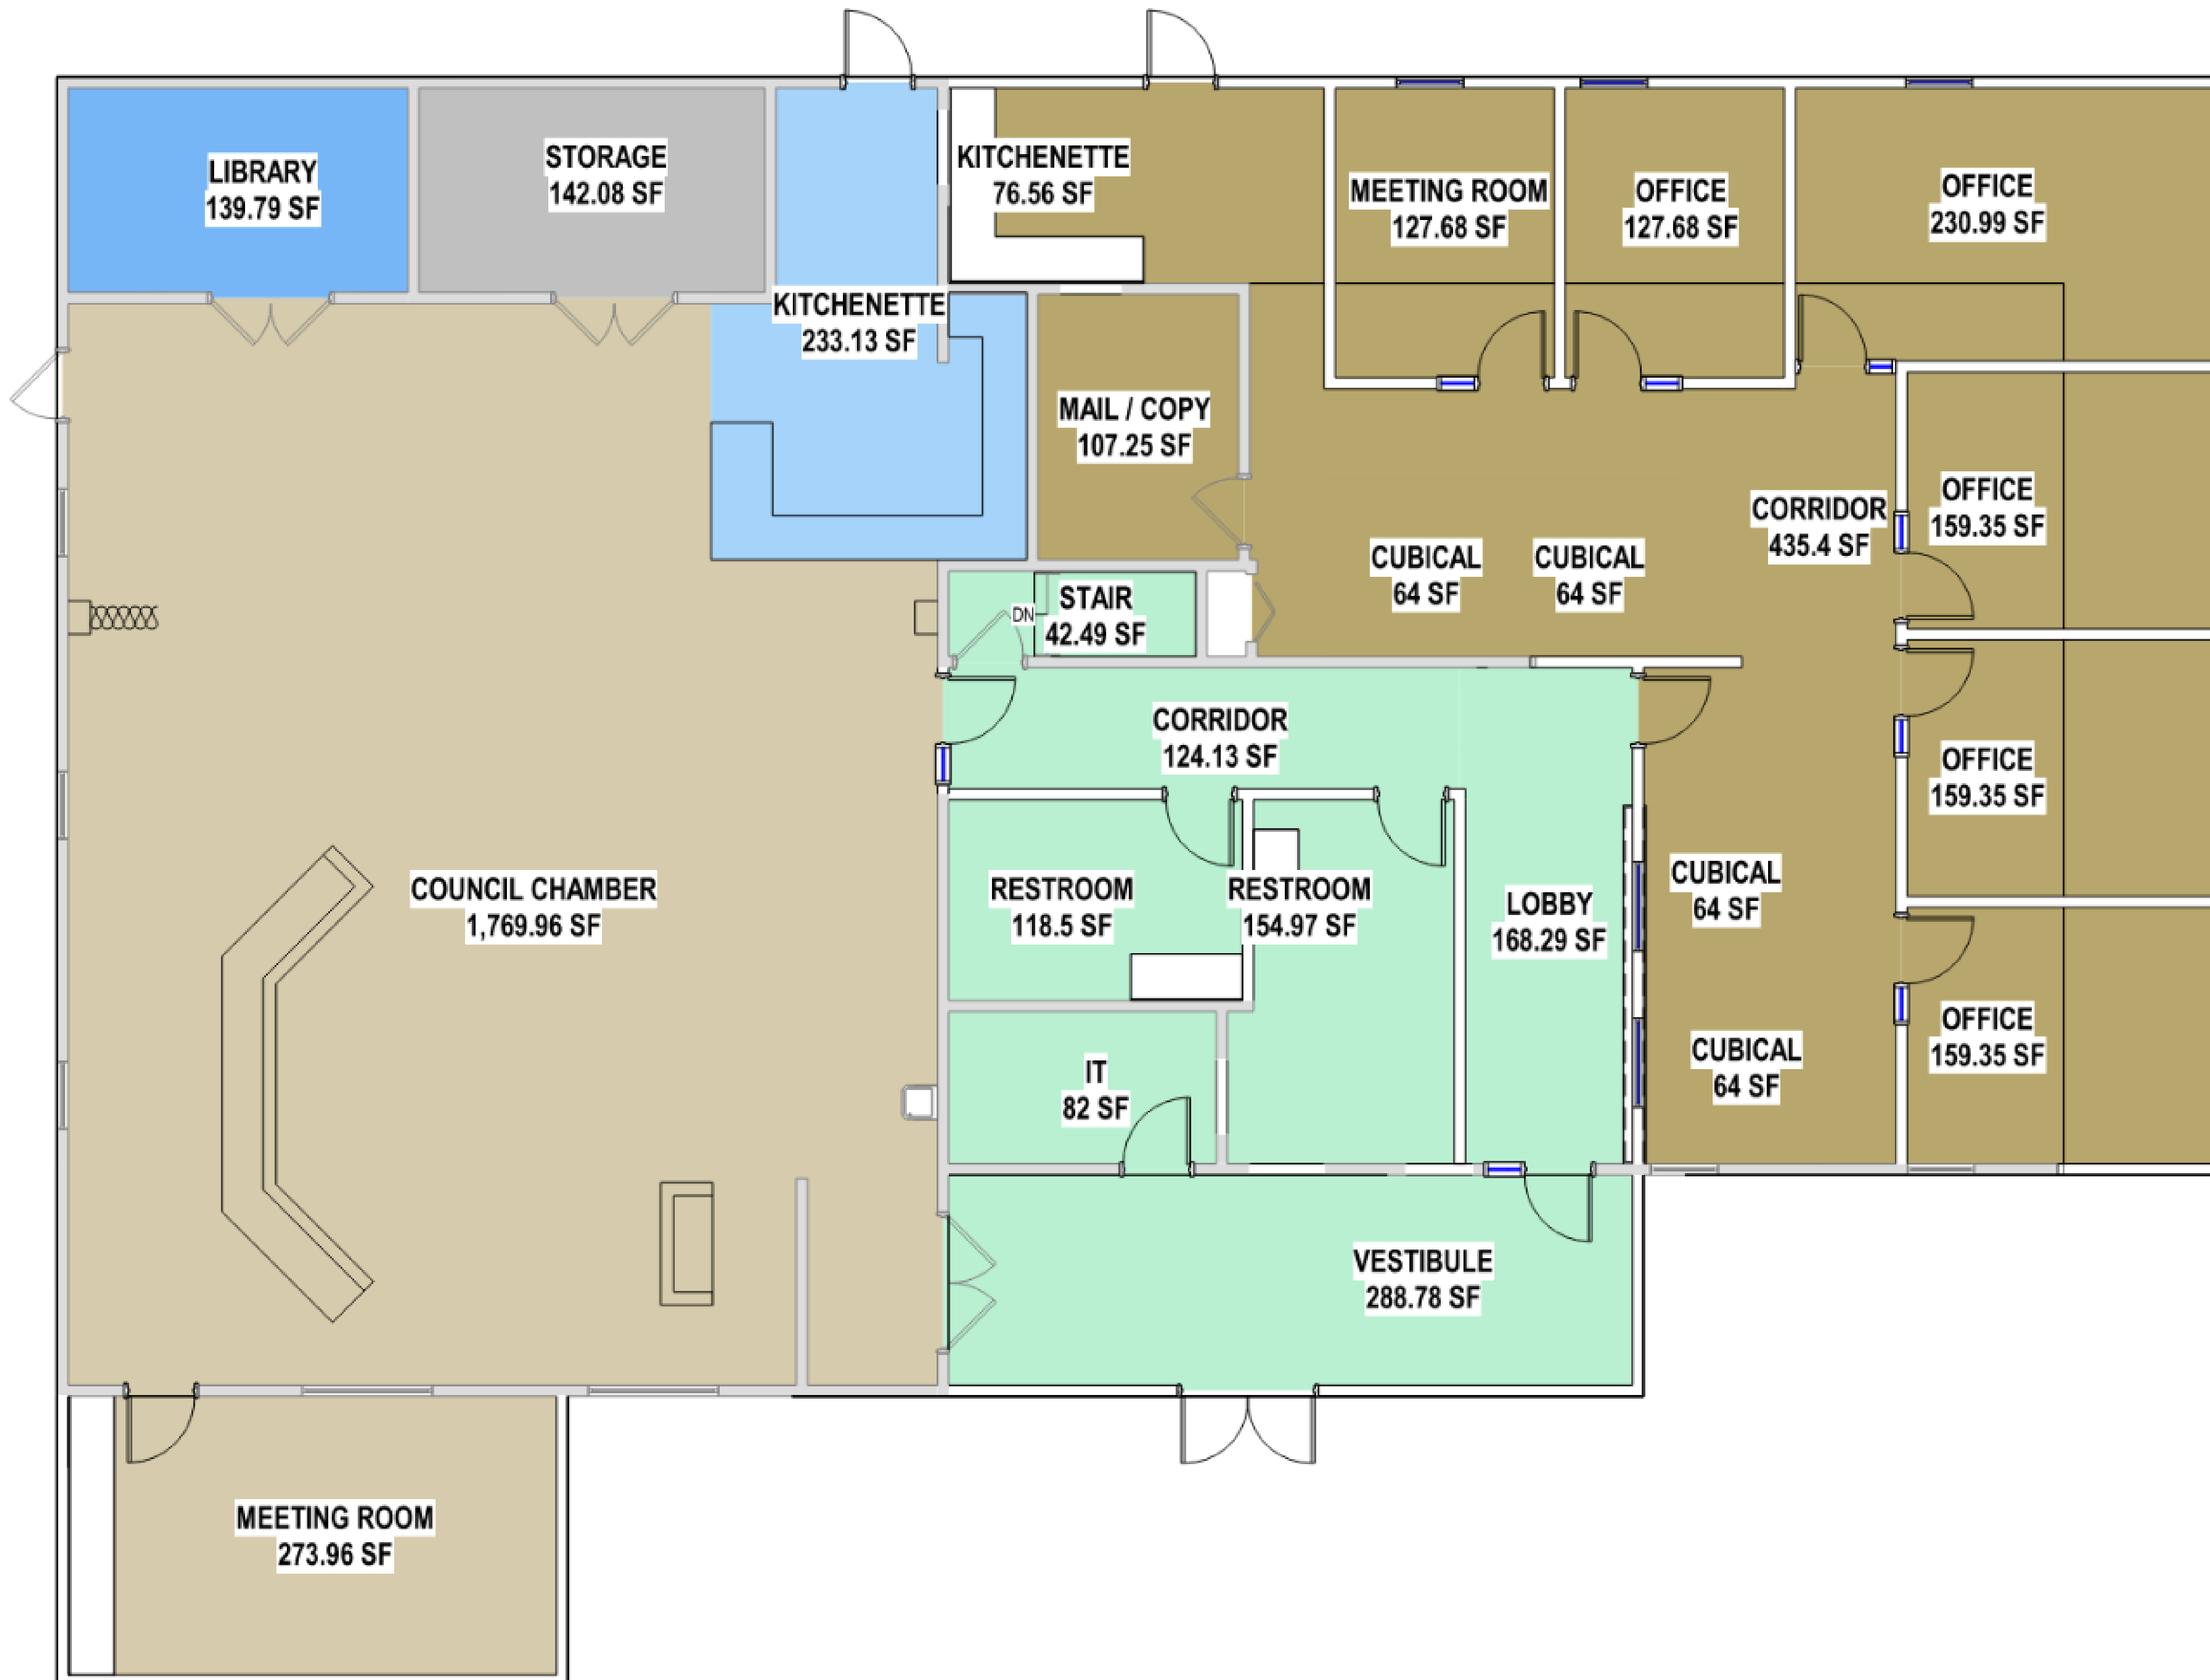 LIBRARY
139.79 SF
STORAGE
142.08 SF
KITCHENETTE
233.13 SF
KITCHENETTE
76.56 SF
MEETING ROOM
127.68 SF
OFFICE
127.68 SF
OFFICE
230.99 SF
MAIL / COPY
107.25 SF
CUBICAL
64 SF
CUBICAL
64 SF
CORRIDOR
435.4 SF
OFFICE
159.35 SF
DN
STAIR
42.49 SF
CORRIDOR
124.13 SF
OFFICE
159.35 SF
COUNCIL CHAMBER
1,769.96 SF
RESTROOM
118.5 SF
RESTROOM
154.97 SF
LOBBY
168.29 SF
CUBICAL
64 SF
IT
82 SF
CUBICAL
64 SF
OFFICE
159.35 SF
VESTIBULE
288.78 SF
MEETING ROOM
273.96 SF